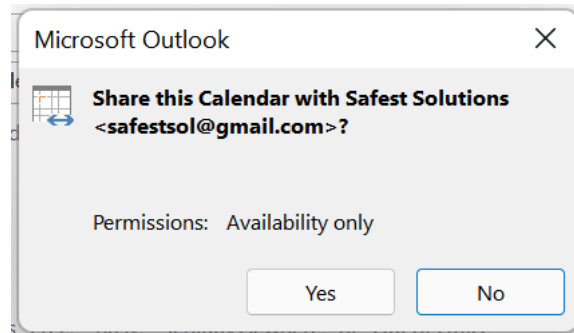 Microsoft Outlook
Share this Calendar with Safest Solutions
<safestsol@gmail.com>?
Permissions: Availability only
Yes No